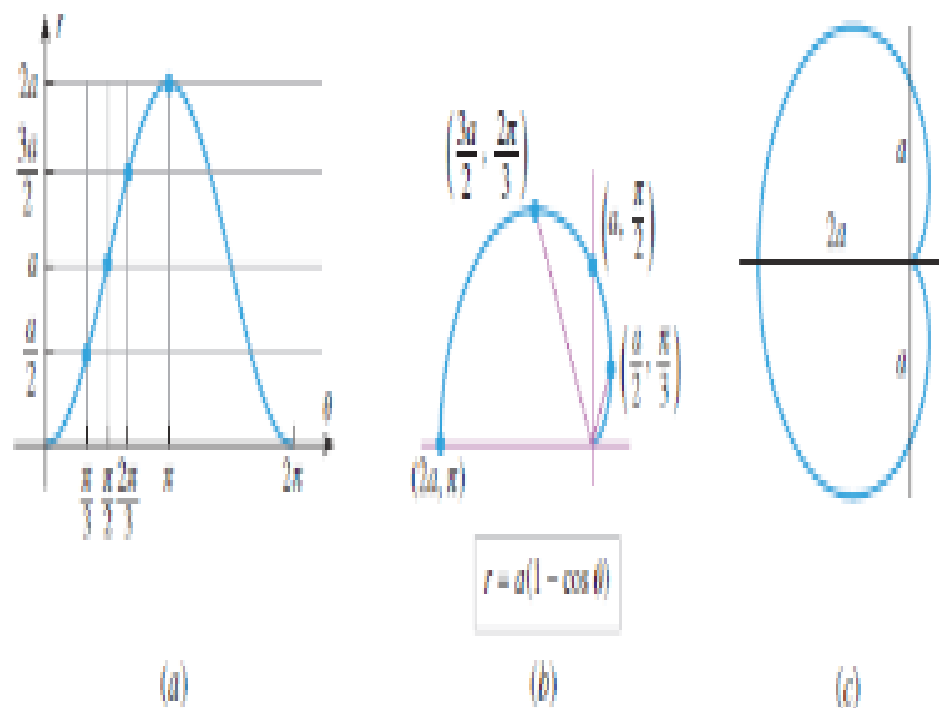 r
2a
3a
2
a
a
2
θ
π
3
π
2
2π
3
π
2π
(a)
(3a/2, 2π/3)
(a, π/2)
(a/2, π/3)
(2a, π)
r = a(1 − cos θ)
(b)
a
2a
a
(c)